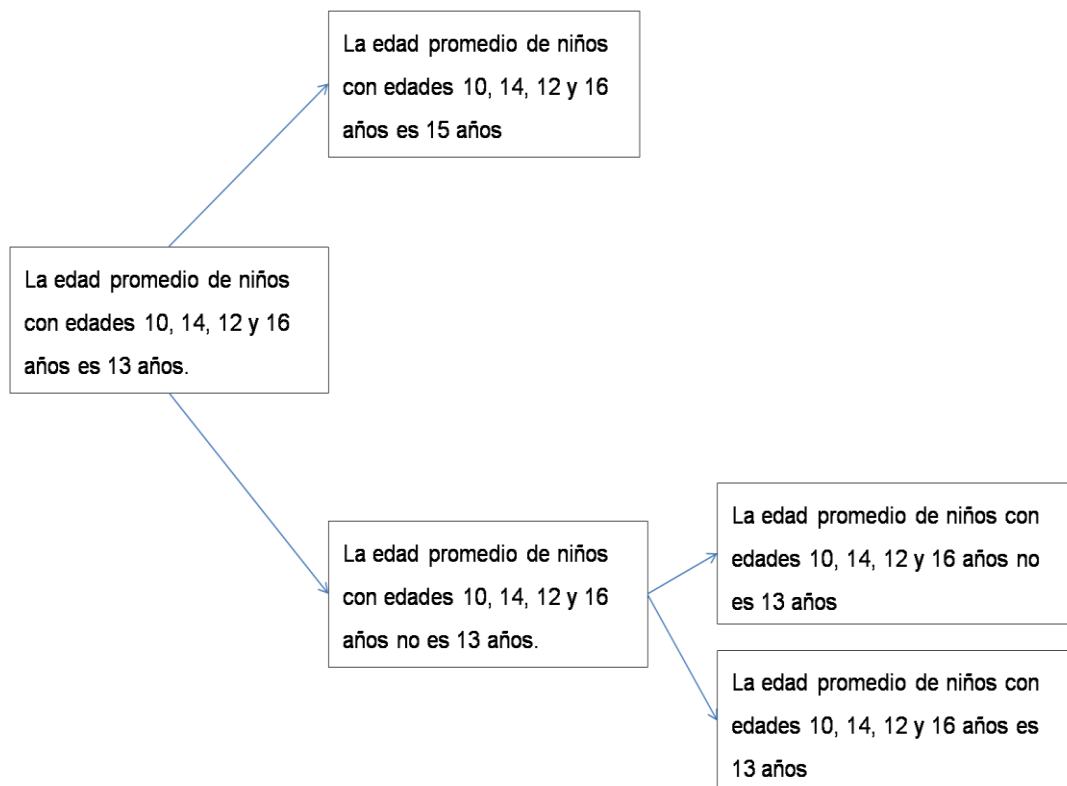 La edad promedio de niños
con edades 10, 14, 12 y 16
años es 15 años
La edad promedio de niños
con edades 10, 14, 12 y 16
años es 13 años.
La edad promedio de niños
con edades 10, 14, 12 y 16
años no es 13 años.
La edad promedio de niños con
edades 10, 14, 12 y 16 años no
es 13 años
La edad promedio de niños con
edades 10, 14, 12 y 16 años es
13 años